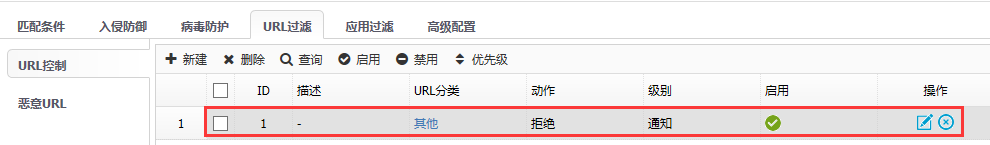 匹配条件 入侵防御 病毒防护 URL过滤 应用过滤 高级配置
URL控制
恶意URL
新建 删除 查询 启用 禁用 优先级
ID 描述 URL分类 动作 级别 启用 操作
1 1 - 其他 拒绝 通知